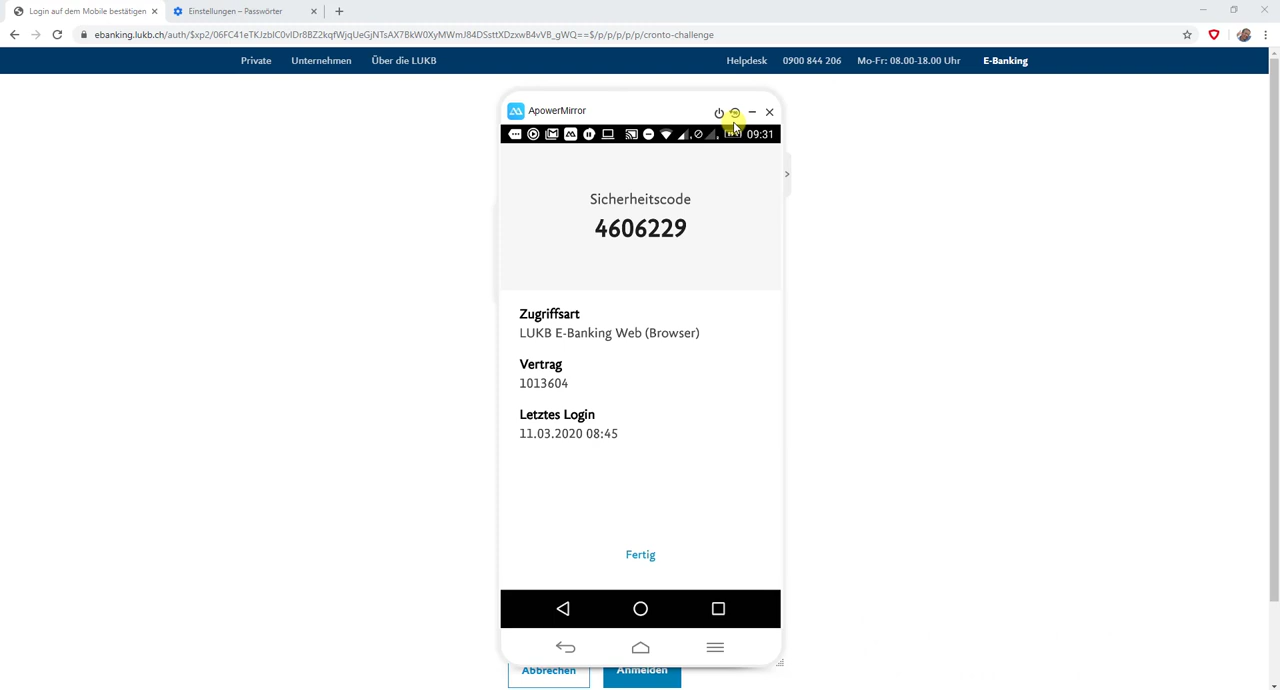 Login auf dem Mobile bestätigen
Einstellungen – Passwörter
ebanking.lukb.ch/auth/$xp2/06FC41eTKJzblC0vIDr8BZ2kqfWjqUeGjNTsAX7BkW0XyMWmJ84DSsttXDzxwB4vVB_gWQ==$/p/p/p/p/p/cronto-challenge
Private Unternehmen Über die LUKB Helpdesk 0900 844 206 Mo-Fr: 08.00-18.00 Uhr E-Banking
ApowerMirror
09:31
Sicherheitscode
4606229
Zugriffsart
LUKB E-Banking Web (Browser)
Vertrag
1013604
Letztes Login
11.03.2020 08:45
Fertig
Abbrechen Anmelden